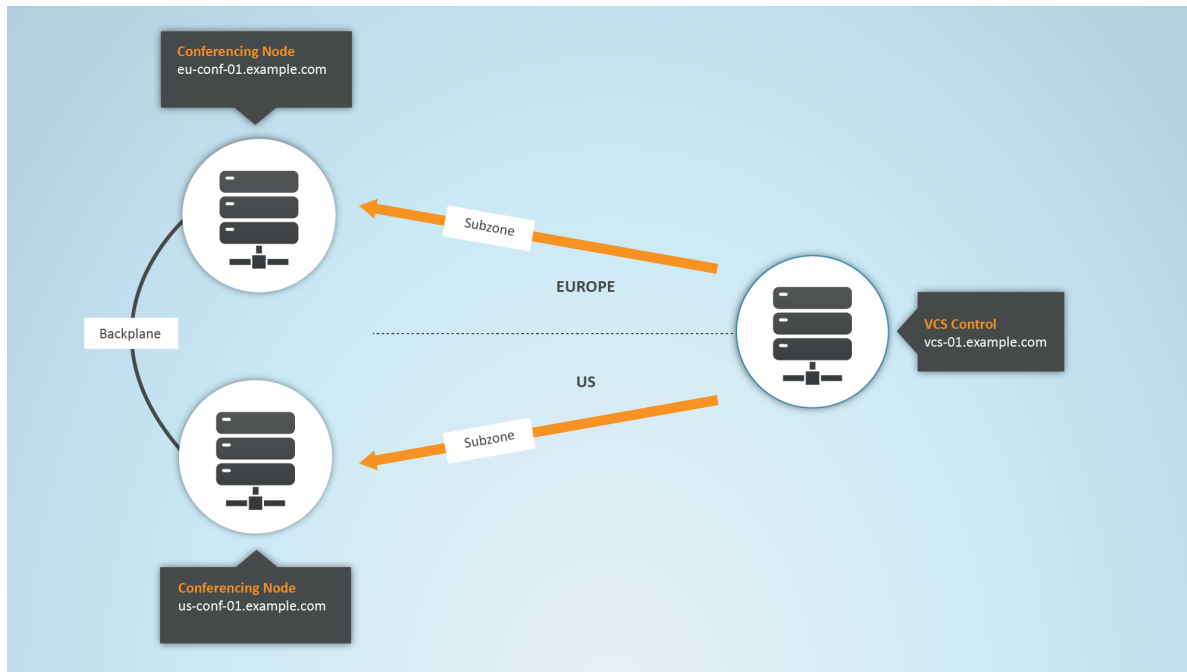 Conferencing Node
eu-conf-01.example.com
Subzone
EUROPE
Backplane
VCS Control
vcs-01.example.com
US
Subzone
Conferencing Node
us-conf-01.example.com